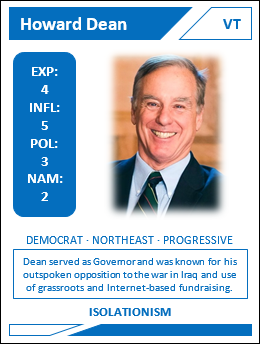 Howard Dean
VT
EXP:
4
INFL:
5
POL:
3
NAM:
2
DEMOCRAT · NORTHEAST · PROGRESSIVE
Dean served as Governor and was known for his
outspoken opposition to the war in Iraq and use
of grassroots and Internet-based fundraising.
ISOLATIONISM